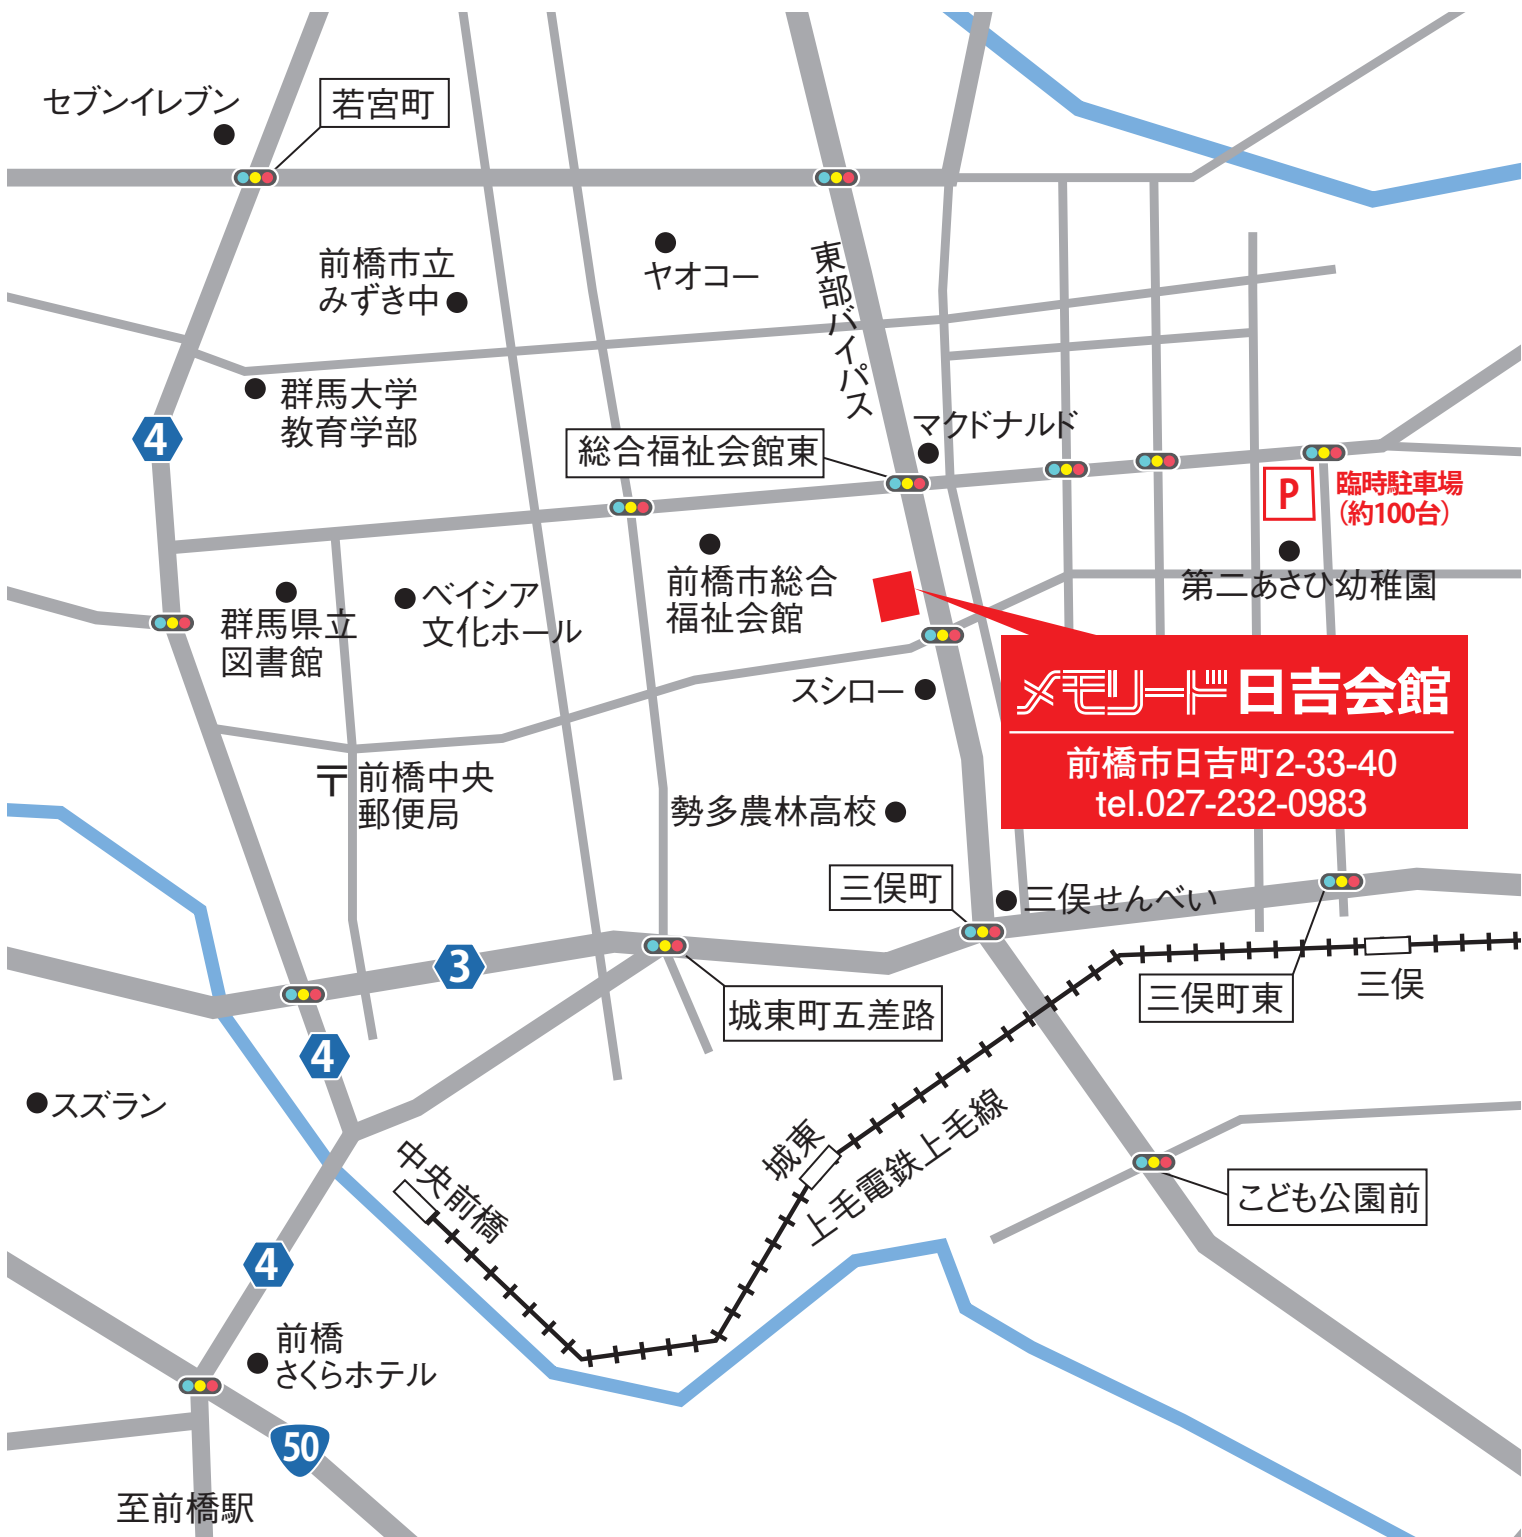 セブンイレブン
若宮町
前橋市立
みずき中
ヤオコー
東部バイパス
群馬大学
教育学部
4
総合福祉会館東
マクドナルド
P
臨時駐車場
(約100台)
第二あさひ幼稚園
前橋市総合
福祉会館
群馬県立
図書館
ベイシア
文化ホール
スシロー
メモリード日吉会館
前橋市日吉町2-33-40
tel.027-232-0983
〒前橋中央
郵便局
勢多農林高校
三俣町
三俣せんべい
3
城東町五差路
三俣町東
三俣
4
スズラン
中央前橋
城東
上毛電鉄上毛線
こども公園前
4
前橋
さくらホテル
50
至前橋駅